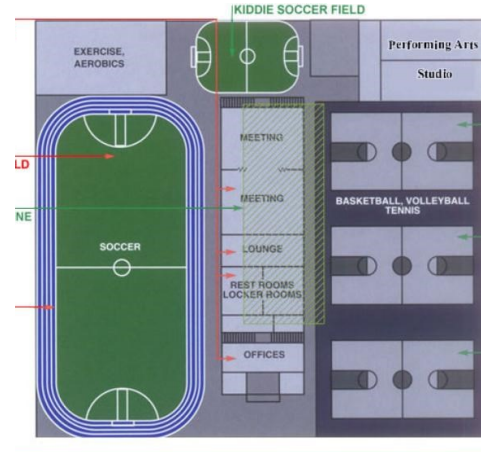 KIDDIE SOCCER FIELD
EXERCISE,
AEROBICS
Performing Arts
Studio
MEETING
LD
MEETING
BASKETBALL, VOLLEYBALL
TENNIS
NE
SOCCER
LOUNGE
REST ROOMS
LOCKER ROOMS
OFFICES